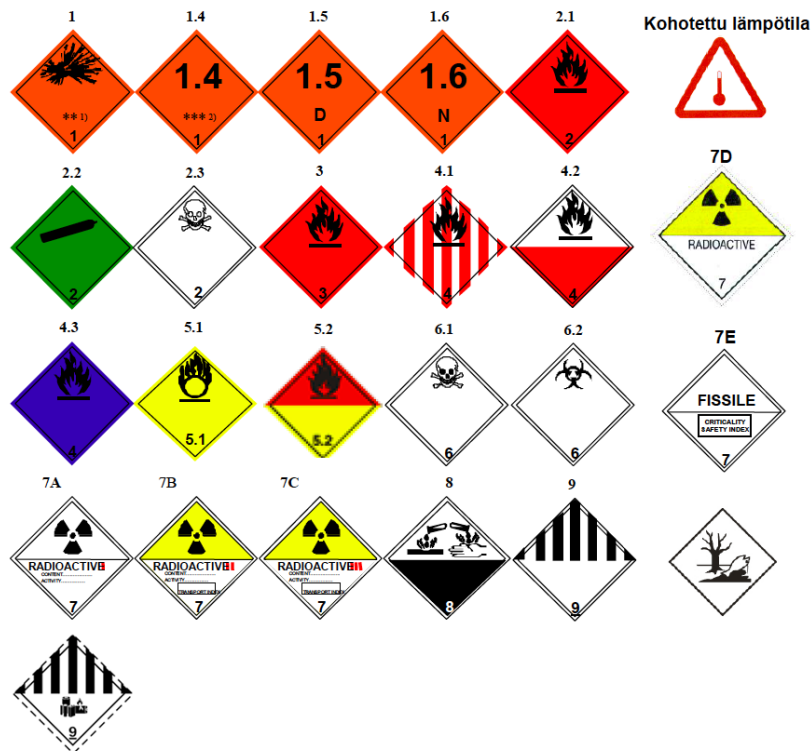 1 1.4 1.5 1.6 2.1
Kohotettu lämpötila
1.4 1.5 1.6
** 1) *** 2) D N
1 1 1 1 2
2.2 2.3 3 4.1 4.2
7D
2 2 3 4 4
RADIOACTIVE
7
4.3 5.1 5.2 6.1 6.2
7E
FISSILE
CRITICALITY
SAFETY INDEX
4 5.1 5.2 6 6 7
7A 7B 7C 8 9
RADIOACTIVE I RADIOACTIVE II RADIOACTIVE III
CONTENT................ CONTENT................ CONTENT................
ACTIVITY.............. ACTIVITY.............. ACTIVITY..............
TRANSPORT INDEX TRANSPORT INDEX
7 7 7 8 9
9